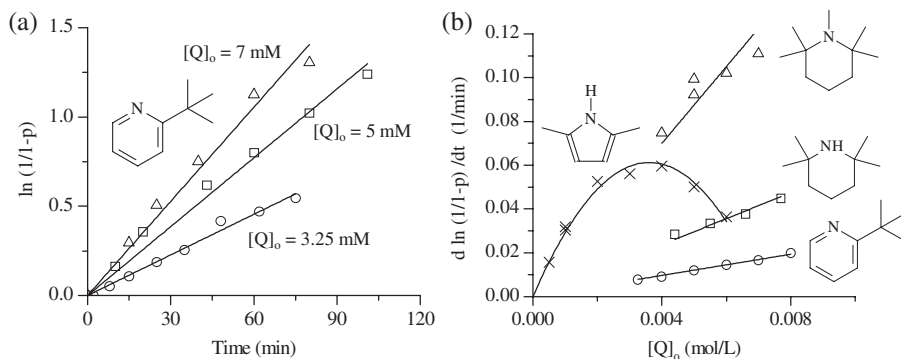 (a)
1.5
1.0
0.5
0.0
ln (1/1-p)
0 30 60 90 120
Time (min)
[Q]o = 7 mM
[Q]o = 5 mM
[Q]o = 3.25 mM
N
(b)
0.12
0.10
0.08
0.06
0.04
0.02
0.00
d ln (1/1-p) /dt (1/min)
0.000 0.004 0.008
[Q]o (mol/L)
H
N
N
NH
N